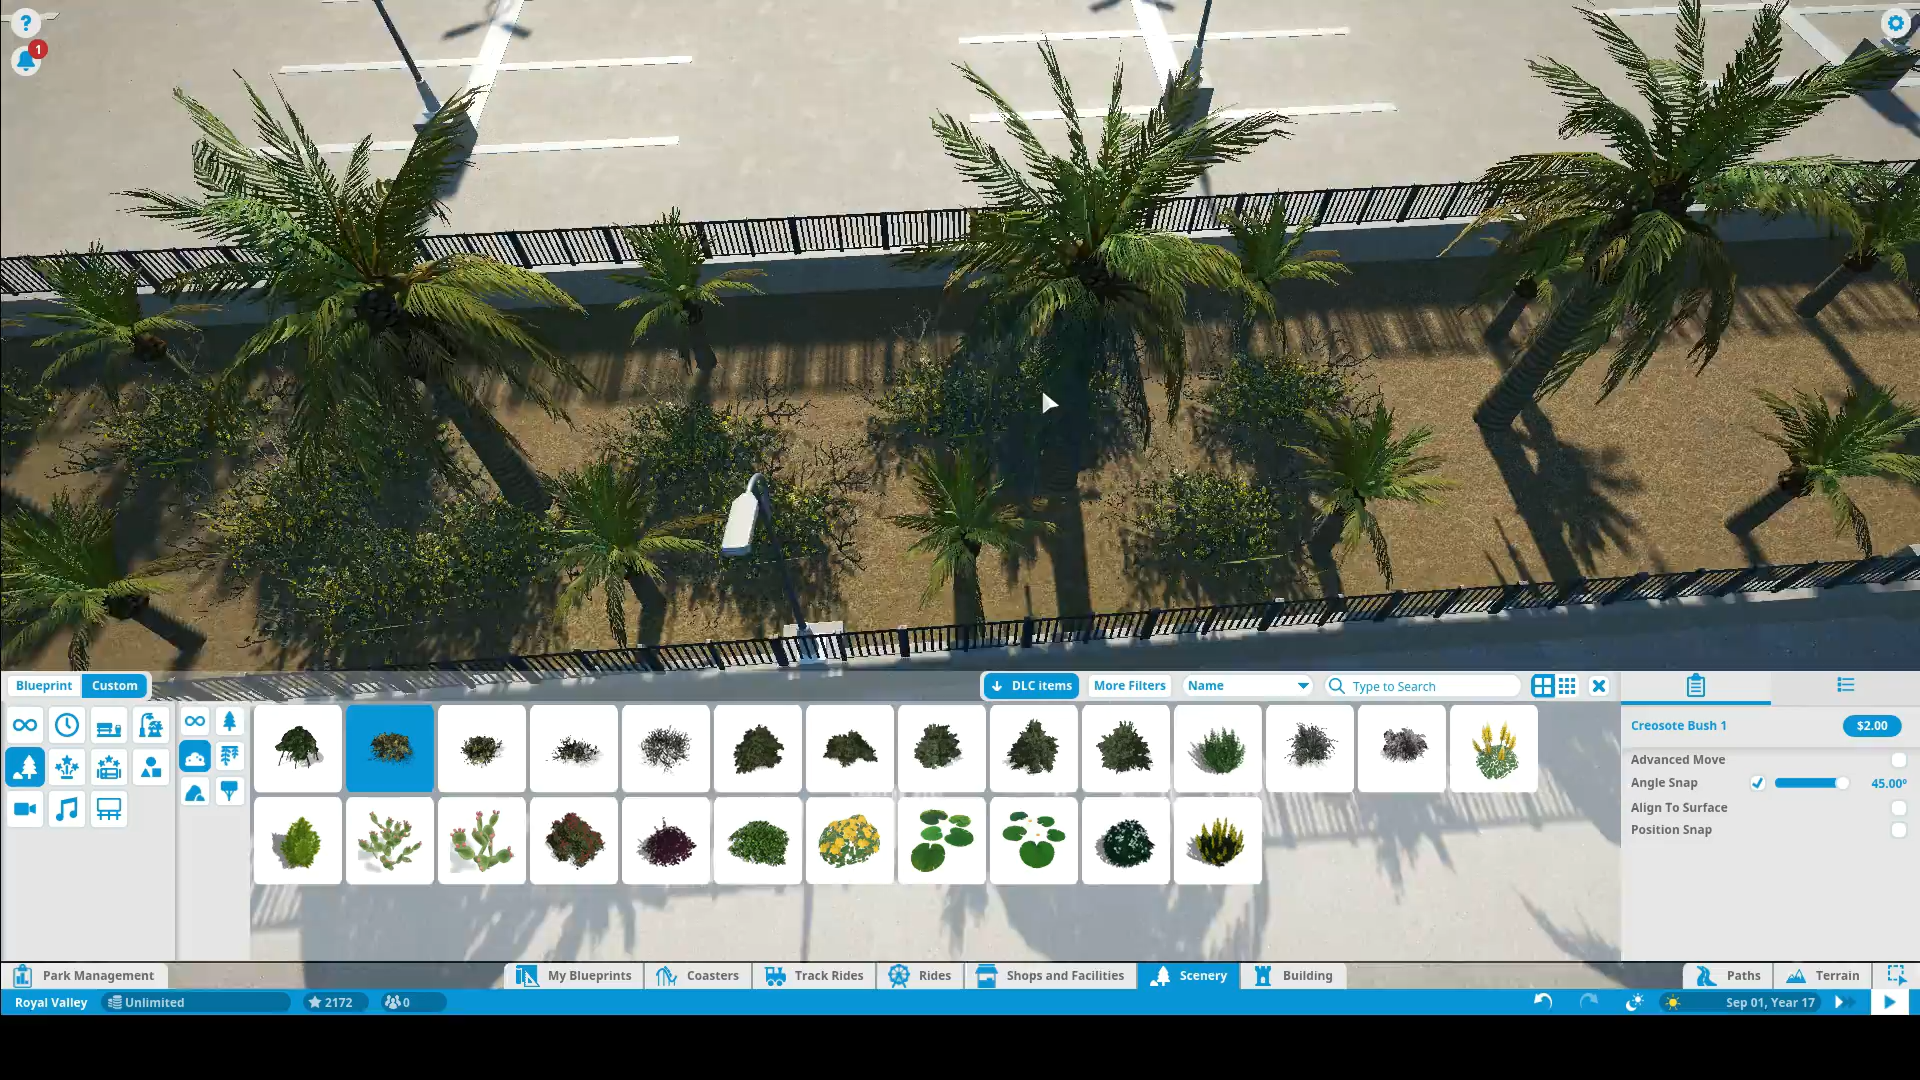 ?
1
Blueprint
Custom
DLC items
More Filters
Name
Type to Search
Creosote Bush 1
$2.00
Advanced Move
Angle Snap
45.00°
Align To Surface
Position Snap
Park Management
My Blueprints
Coasters
Track Rides
Rides
Shops and Facilities
Scenery
Building
Paths
Terrain
Royal Valley
Unlimited
2172
0
Sep 01, Year 17